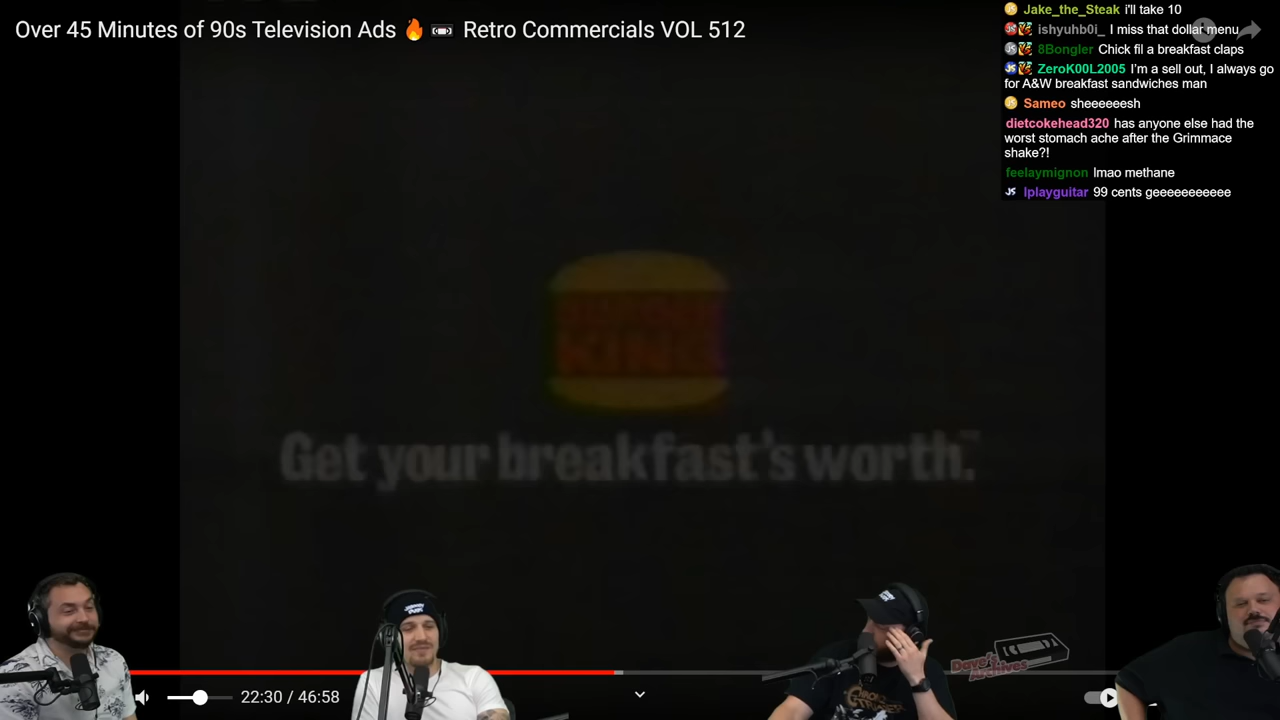 Over 45 Minutes of 90s Television Ads 🔥 📼 Retro Commercials VOL 512
Jake_the_Steak i'll take 10
ishyuhb0i_ I miss that dollar menu
8Bongler Chick fil a breakfast claps
ZeroK00L2005 I'm a sell out, I always go
for A&W breakfast sandwiches man
Sameo sheeeeeesh
dietcokehead320 has anyone else had the
worst stomach ache after the Grimmace
shake?!
feelaymignon lmao methane
Iplayguitar 99 cents geeeeeeeeeee
BURGER
KING
Get your breakfast's worth.™
Dave's
Archives
22:30 / 46:58